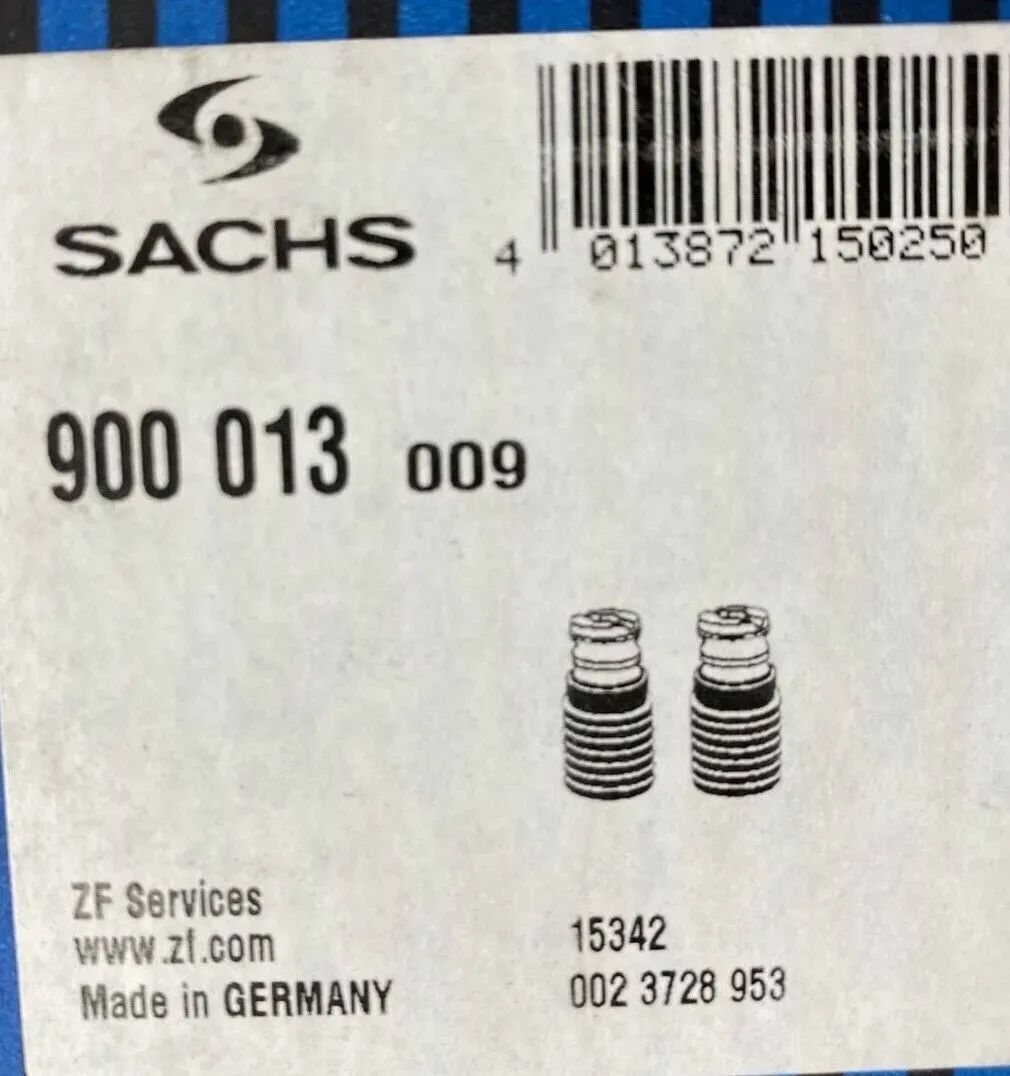 SACHS
4 013872 150250
900 013 009
ZF Services
www.zf.com
Made in GERMANY
15342
002 3728 953